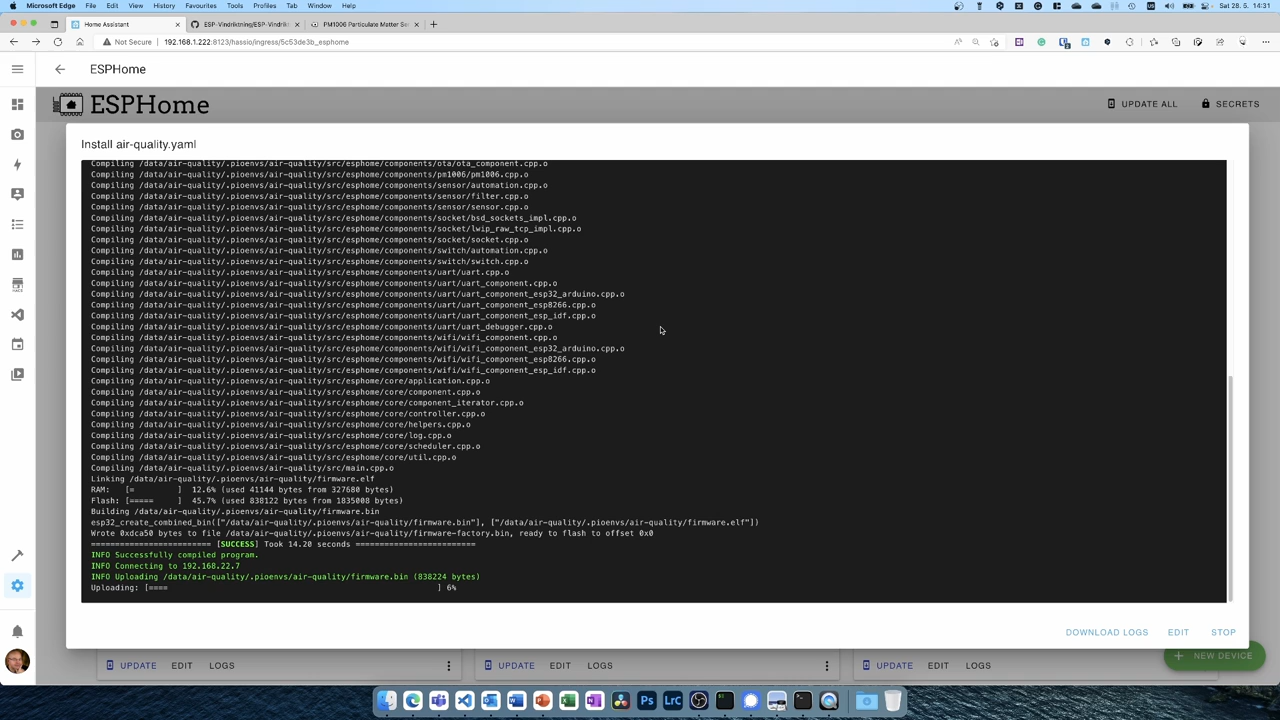 Microsoft Edge File Edit View History Favourites Tools Profiles Tab Window Help
Sat 28. 5. 14:31
Home Assistant
ESP-Vindriktning/ESP-Vindrikt
PM1006 Particulate Matter Se
Not Secure 192.168.1.222:8123/hassio/ingress/5c53de3b_esphome
ESPHome
ESPHome
UPDATE ALL
SECRETS
Install air-quality.yaml
Compiling /data/air-quality/.pioenvs/air-quality/src/esphome/components/ota/ota_component.cpp.o
Compiling /data/air-quality/.pioenvs/air-quality/src/esphome/components/pm1006/pm1006.cpp.o
Compiling /data/air-quality/.pioenvs/air-quality/src/esphome/components/sensor/automation.cpp.o
Compiling /data/air-quality/.pioenvs/air-quality/src/esphome/components/sensor/filter.cpp.o
Compiling /data/air-quality/.pioenvs/air-quality/src/esphome/components/sensor/sensor.cpp.o
Compiling /data/air-quality/.pioenvs/air-quality/src/esphome/components/socket/bsd_sockets_impl.cpp.o
Compiling /data/air-quality/.pioenvs/air-quality/src/esphome/components/socket/lwip_raw_tcp_impl.cpp.o
Compiling /data/air-quality/.pioenvs/air-quality/src/esphome/components/socket/socket.cpp.o
Compiling /data/air-quality/.pioenvs/air-quality/src/esphome/components/switch/automation.cpp.o
Compiling /data/air-quality/.pioenvs/air-quality/src/esphome/components/switch/switch.cpp.o
Compiling /data/air-quality/.pioenvs/air-quality/src/esphome/components/uart/uart.cpp.o
Compiling /data/air-quality/.pioenvs/air-quality/src/esphome/components/uart/uart_component.cpp.o
Compiling /data/air-quality/.pioenvs/air-quality/src/esphome/components/uart/uart_component_esp32_arduino.cpp.o
Compiling /data/air-quality/.pioenvs/air-quality/src/esphome/components/uart/uart_component_esp8266.cpp.o
Compiling /data/air-quality/.pioenvs/air-quality/src/esphome/components/uart/uart_component_esp_idf.cpp.o
Compiling /data/air-quality/.pioenvs/air-quality/src/esphome/components/uart/uart_debugger.cpp.o
Compiling /data/air-quality/.pioenvs/air-quality/src/esphome/components/wifi/wifi_component.cpp.o
Compiling /data/air-quality/.pioenvs/air-quality/src/esphome/components/wifi/wifi_component_esp32_arduino.cpp.o
Compiling /data/air-quality/.pioenvs/air-quality/src/esphome/components/wifi/wifi_component_esp8266.cpp.o
Compiling /data/air-quality/.pioenvs/air-quality/src/esphome/components/wifi/wifi_component_esp_idf.cpp.o
Compiling /data/air-quality/.pioenvs/air-quality/src/esphome/core/application.cpp.o
Compiling /data/air-quality/.pioenvs/air-quality/src/esphome/core/component.cpp.o
Compiling /data/air-quality/.pioenvs/air-quality/src/esphome/core/component_iterator.cpp.o
Compiling /data/air-quality/.pioenvs/air-quality/src/esphome/core/controller.cpp.o
Compiling /data/air-quality/.pioenvs/air-quality/src/esphome/core/helpers.cpp.o
Compiling /data/air-quality/.pioenvs/air-quality/src/esphome/core/log.cpp.o
Compiling /data/air-quality/.pioenvs/air-quality/src/esphome/core/scheduler.cpp.o
Compiling /data/air-quality/.pioenvs/air-quality/src/esphome/core/util.cpp.o
Compiling /data/air-quality/.pioenvs/air-quality/src/main.cpp.o
Linking /data/air-quality/.pioenvs/air-quality/firmware.elf
RAM: [= ] 12.6% (used 41144 bytes from 327680 bytes)
Flash: [===== ] 45.7% (used 838122 bytes from 1835008 bytes)
Building /data/air-quality/.pioenvs/air-quality/firmware.bin
esp32_create_combined_bin(["/data/air-quality/.pioenvs/air-quality/firmware.bin"], ["/data/air-quality/.pioenvs/air-quality/firmware.elf"])
Wrote 0xdca50 bytes to file /data/air-quality/.pioenvs/air-quality/firmware-factory.bin, ready to flash to offset 0x0
========================= [SUCCESS] Took 14.20 seconds =========================
INFO Successfully compiled program.
INFO Connecting to 192.168.22.7
INFO Uploading /data/air-quality/.pioenvs/air-quality/firmware.bin (838224 bytes)
Uploading: [==== ] 6%
DOWNLOAD LOGS EDIT STOP
UPDATE EDIT LOGS
UPDATE EDIT LOGS
UPDATE EDIT LOGS
NEW DEVICE